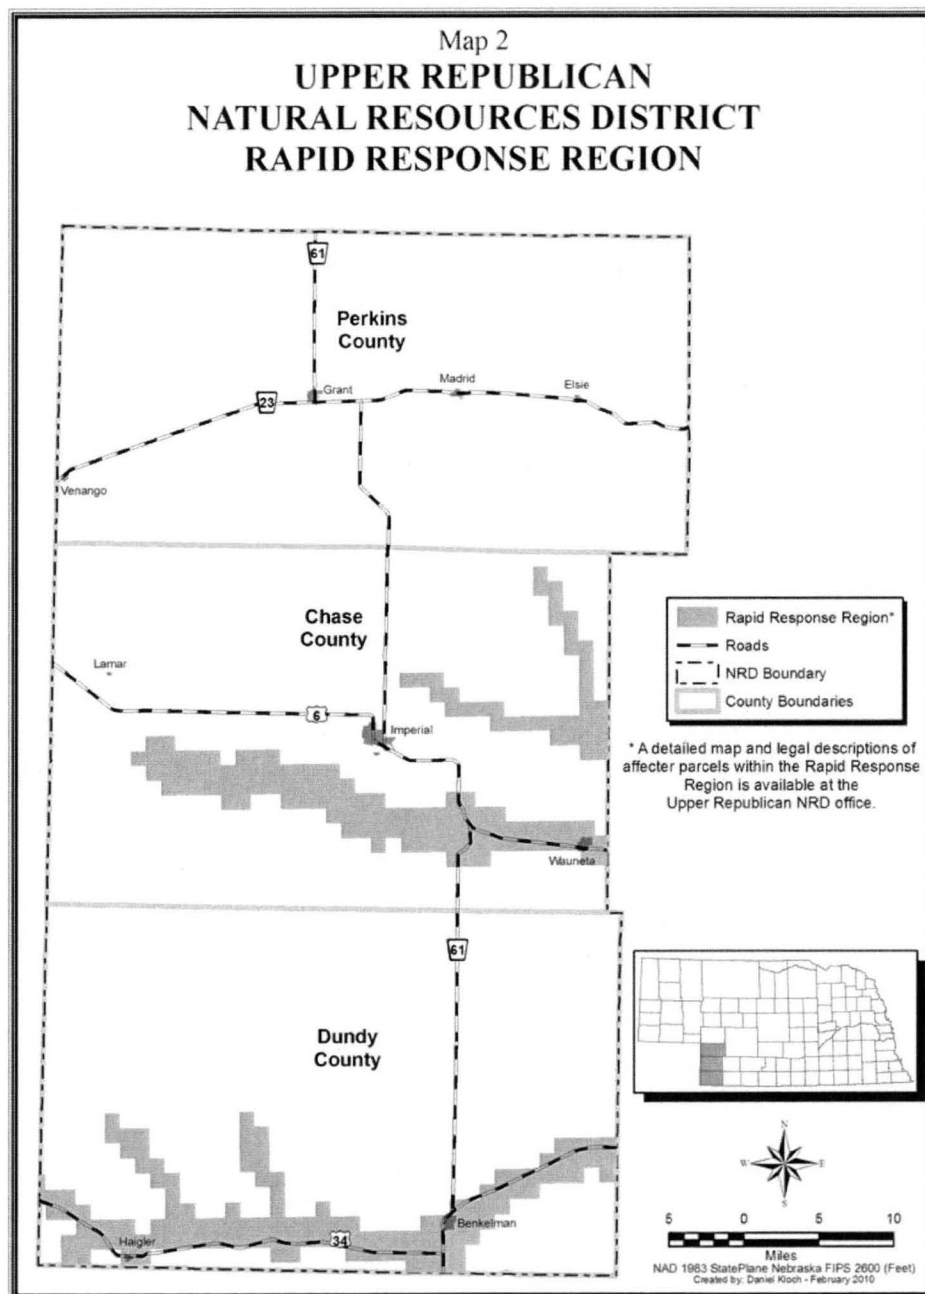 Map 2
UPPER REPUBLICAN
NATURAL RESOURCES DISTRICT
RAPID RESPONSE REGION
61
Perkins
County
Grant
Madrid
Elsie
23
Venango
Chase
County
Lamar
6
Imperial
Wauneta
Rapid Response Region*
Roads
NRD Boundary
County Boundaries
* A detailed map and legal descriptions of
affecter parcels within the Rapid Response
Region is available at the
Upper Republican NRD office.
61
Dundy
County
Benkelman
Haigler
34
N
W
E
S
5 0 5 10
Miles
NAD 1983 StatePlane Nebraska FIPS 2600 (Feet)
Created by: Daniel Kloch - February 2010